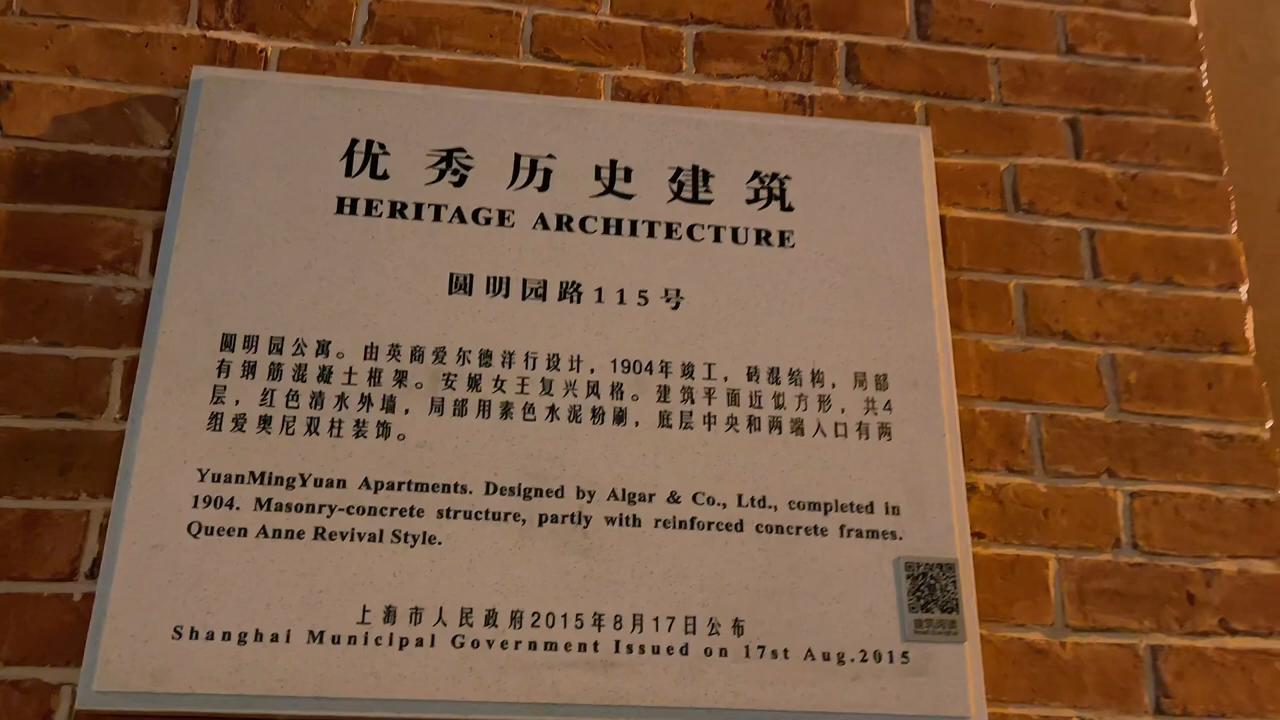 优秀历史建筑
HERITAGE ARCHITECTURE
圆明园路115号
圆明园公寓。由英商爱尔德洋行设计，1904年竣工，砖混结构，局部
有钢筋混凝土框架。安妮女王复兴风格。建筑平面近似方形，共4
层，红色清水外墙，局部用素色水泥粉刷，底层中央和两端入口有两
组爱奥尼双柱装饰。
YuanMingYuan Apartments. Designed by Algar & Co., Ltd., completed in
1904. Masonry-concrete structure, partly with reinforced concrete frames.
Queen Anne Revival Style.
建筑阅读
上海市人民政府2015年8月17日公布
Shanghai Municipal Government Issued on 17st Aug.2015